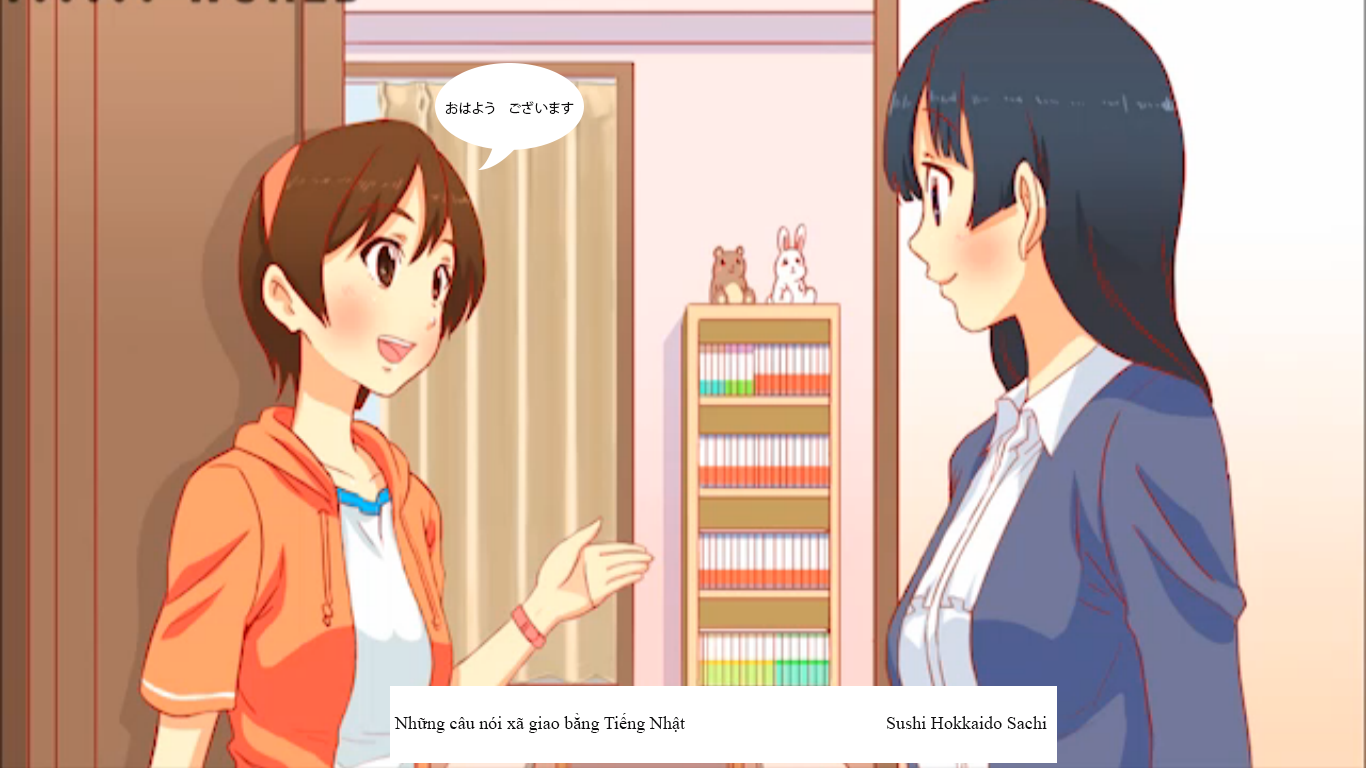 おはよう　ございます
Những câu nói xã giao bằng Tiếng Nhật
Sushi Hokkaido Sachi